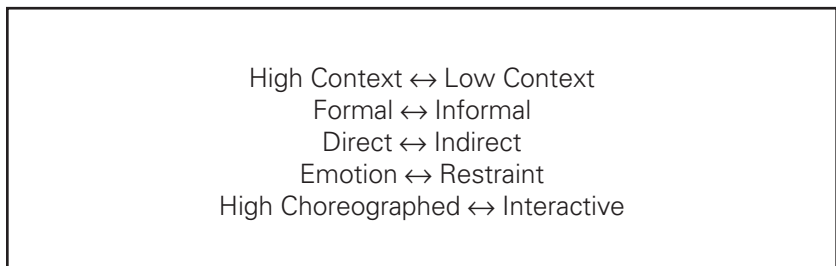 High Context ↔ Low Context
Formal ↔ Informal
Direct ↔ Indirect
Emotion ↔ Restraint
High Choreographed ↔ Interactive